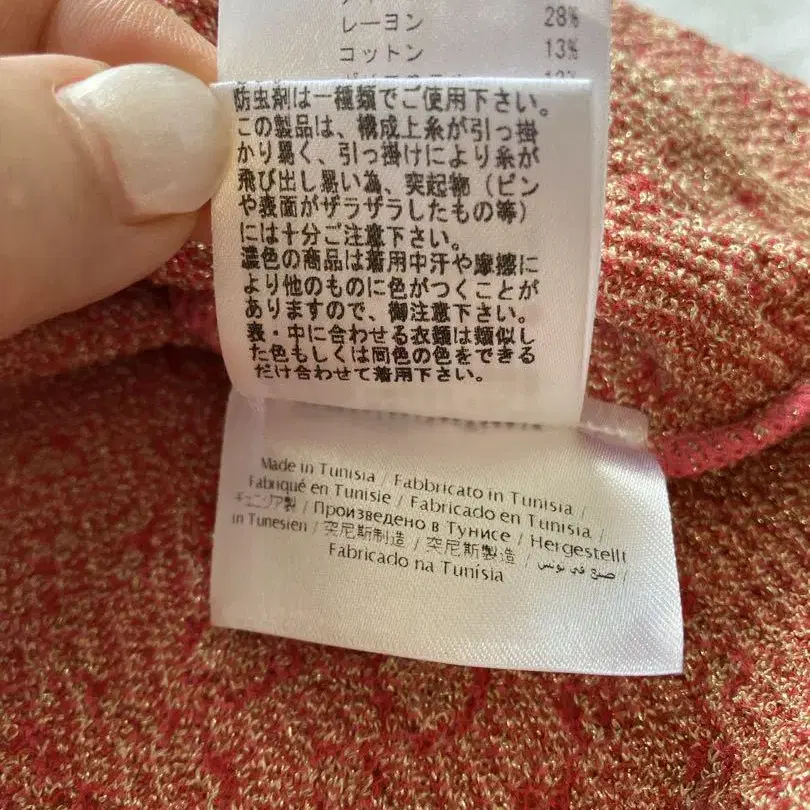 レーヨン 28%
コットン 13%
防虫剤は一種類でご使用下さい。
この製品は、構成上糸が引っ掛
かり易く、引っ掛けにより糸が
飛び出し易い為、突起物(ピン
や表面がザラザラしたもの等)
には十分ご注意下さい。
濃色の商品は着用中汗や摩擦に
より他のものに色がつくことが
ありますので、御注意下さい。
表・中に合わせる衣類は類似し
た色もしくは同色の色をできる
だけ合わせて着用下さい。
Made in Tunisia / Fabbricato in Tunisia /
Fabriqué en Tunisie / Fabricado en Tunisia /
チュニジア製 / Произведено в Тунисе / Hergestellt
in Tunesien / 突尼斯制造 / 突尼斯製造 / صنع في تونس /
Fabricado na Tunísia